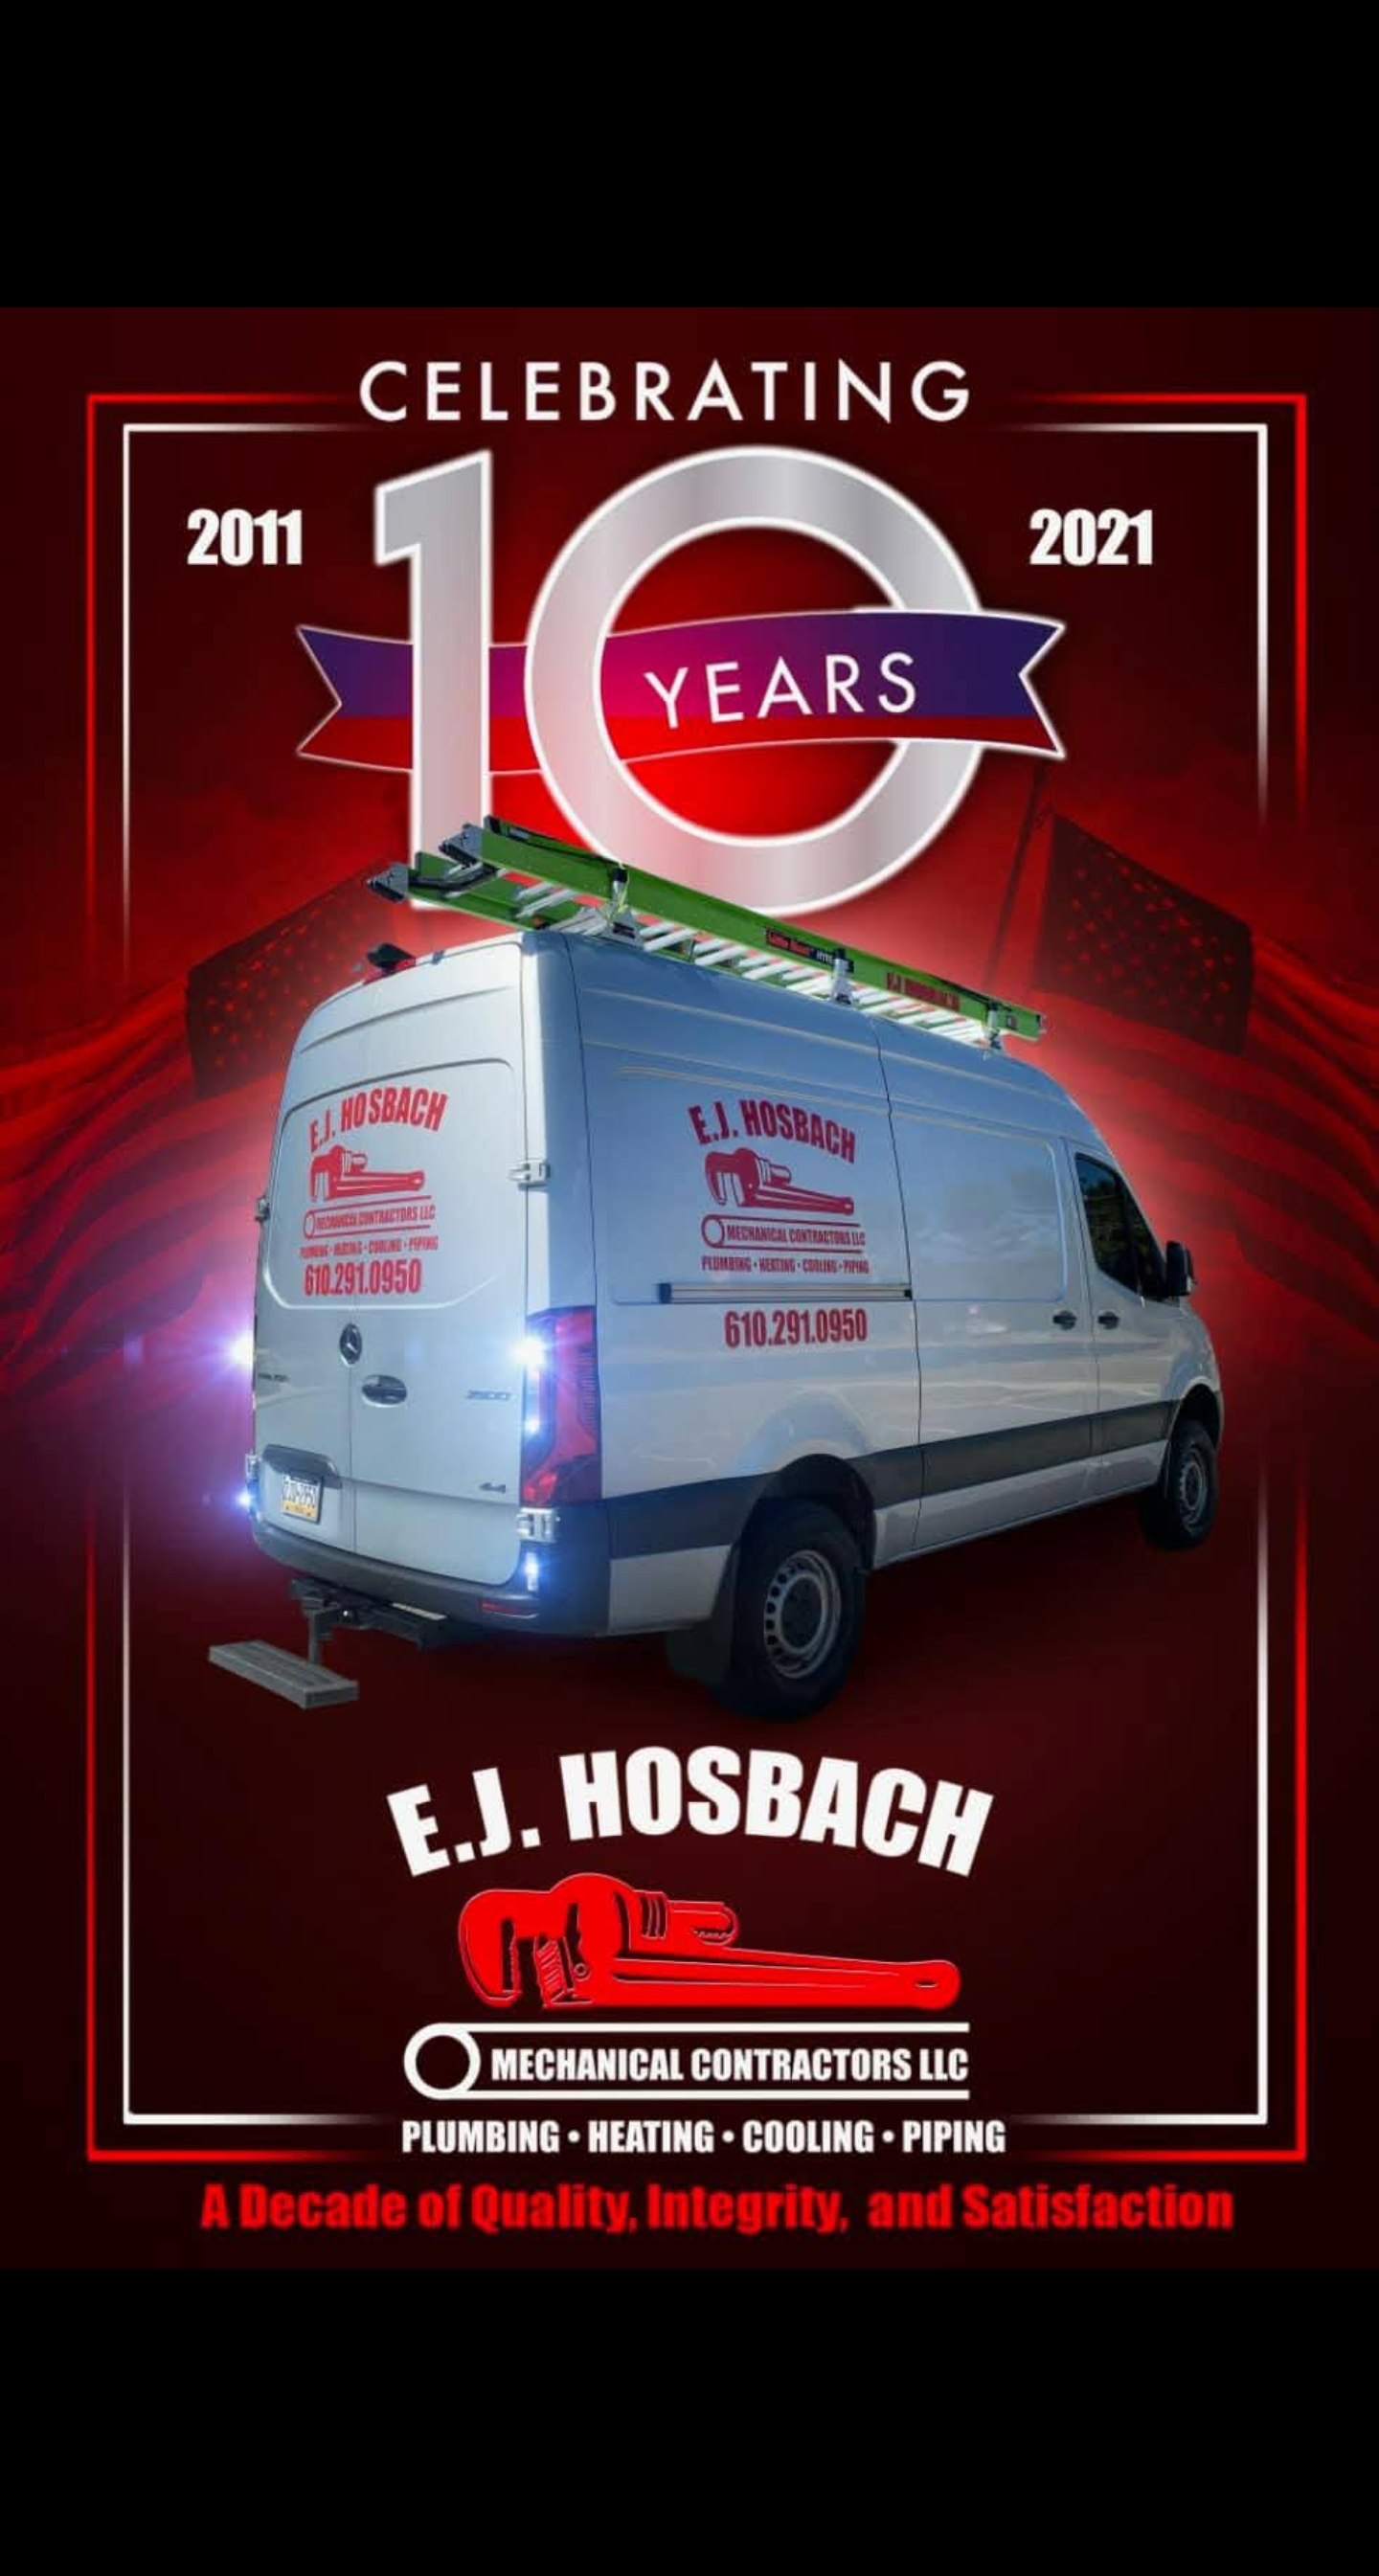 CELEBRATING
2011
10
2021
YEARS
E.J. HOSBACH
MECHANICAL CONTRACTORS LLC
PLUMBING • HEATING • COOLING • PIPING
610.291.0950
E.J. HOSBACH
MECHANICAL CONTRACTORS LLC
PLUMBING • HEATING • COOLING • PIPING
610.291.0950
E.J. HOSBACH
MECHANICAL CONTRACTORS LLC
PLUMBING • HEATING • COOLING • PIPING
A Decade of Quality, Integrity, and Satisfaction